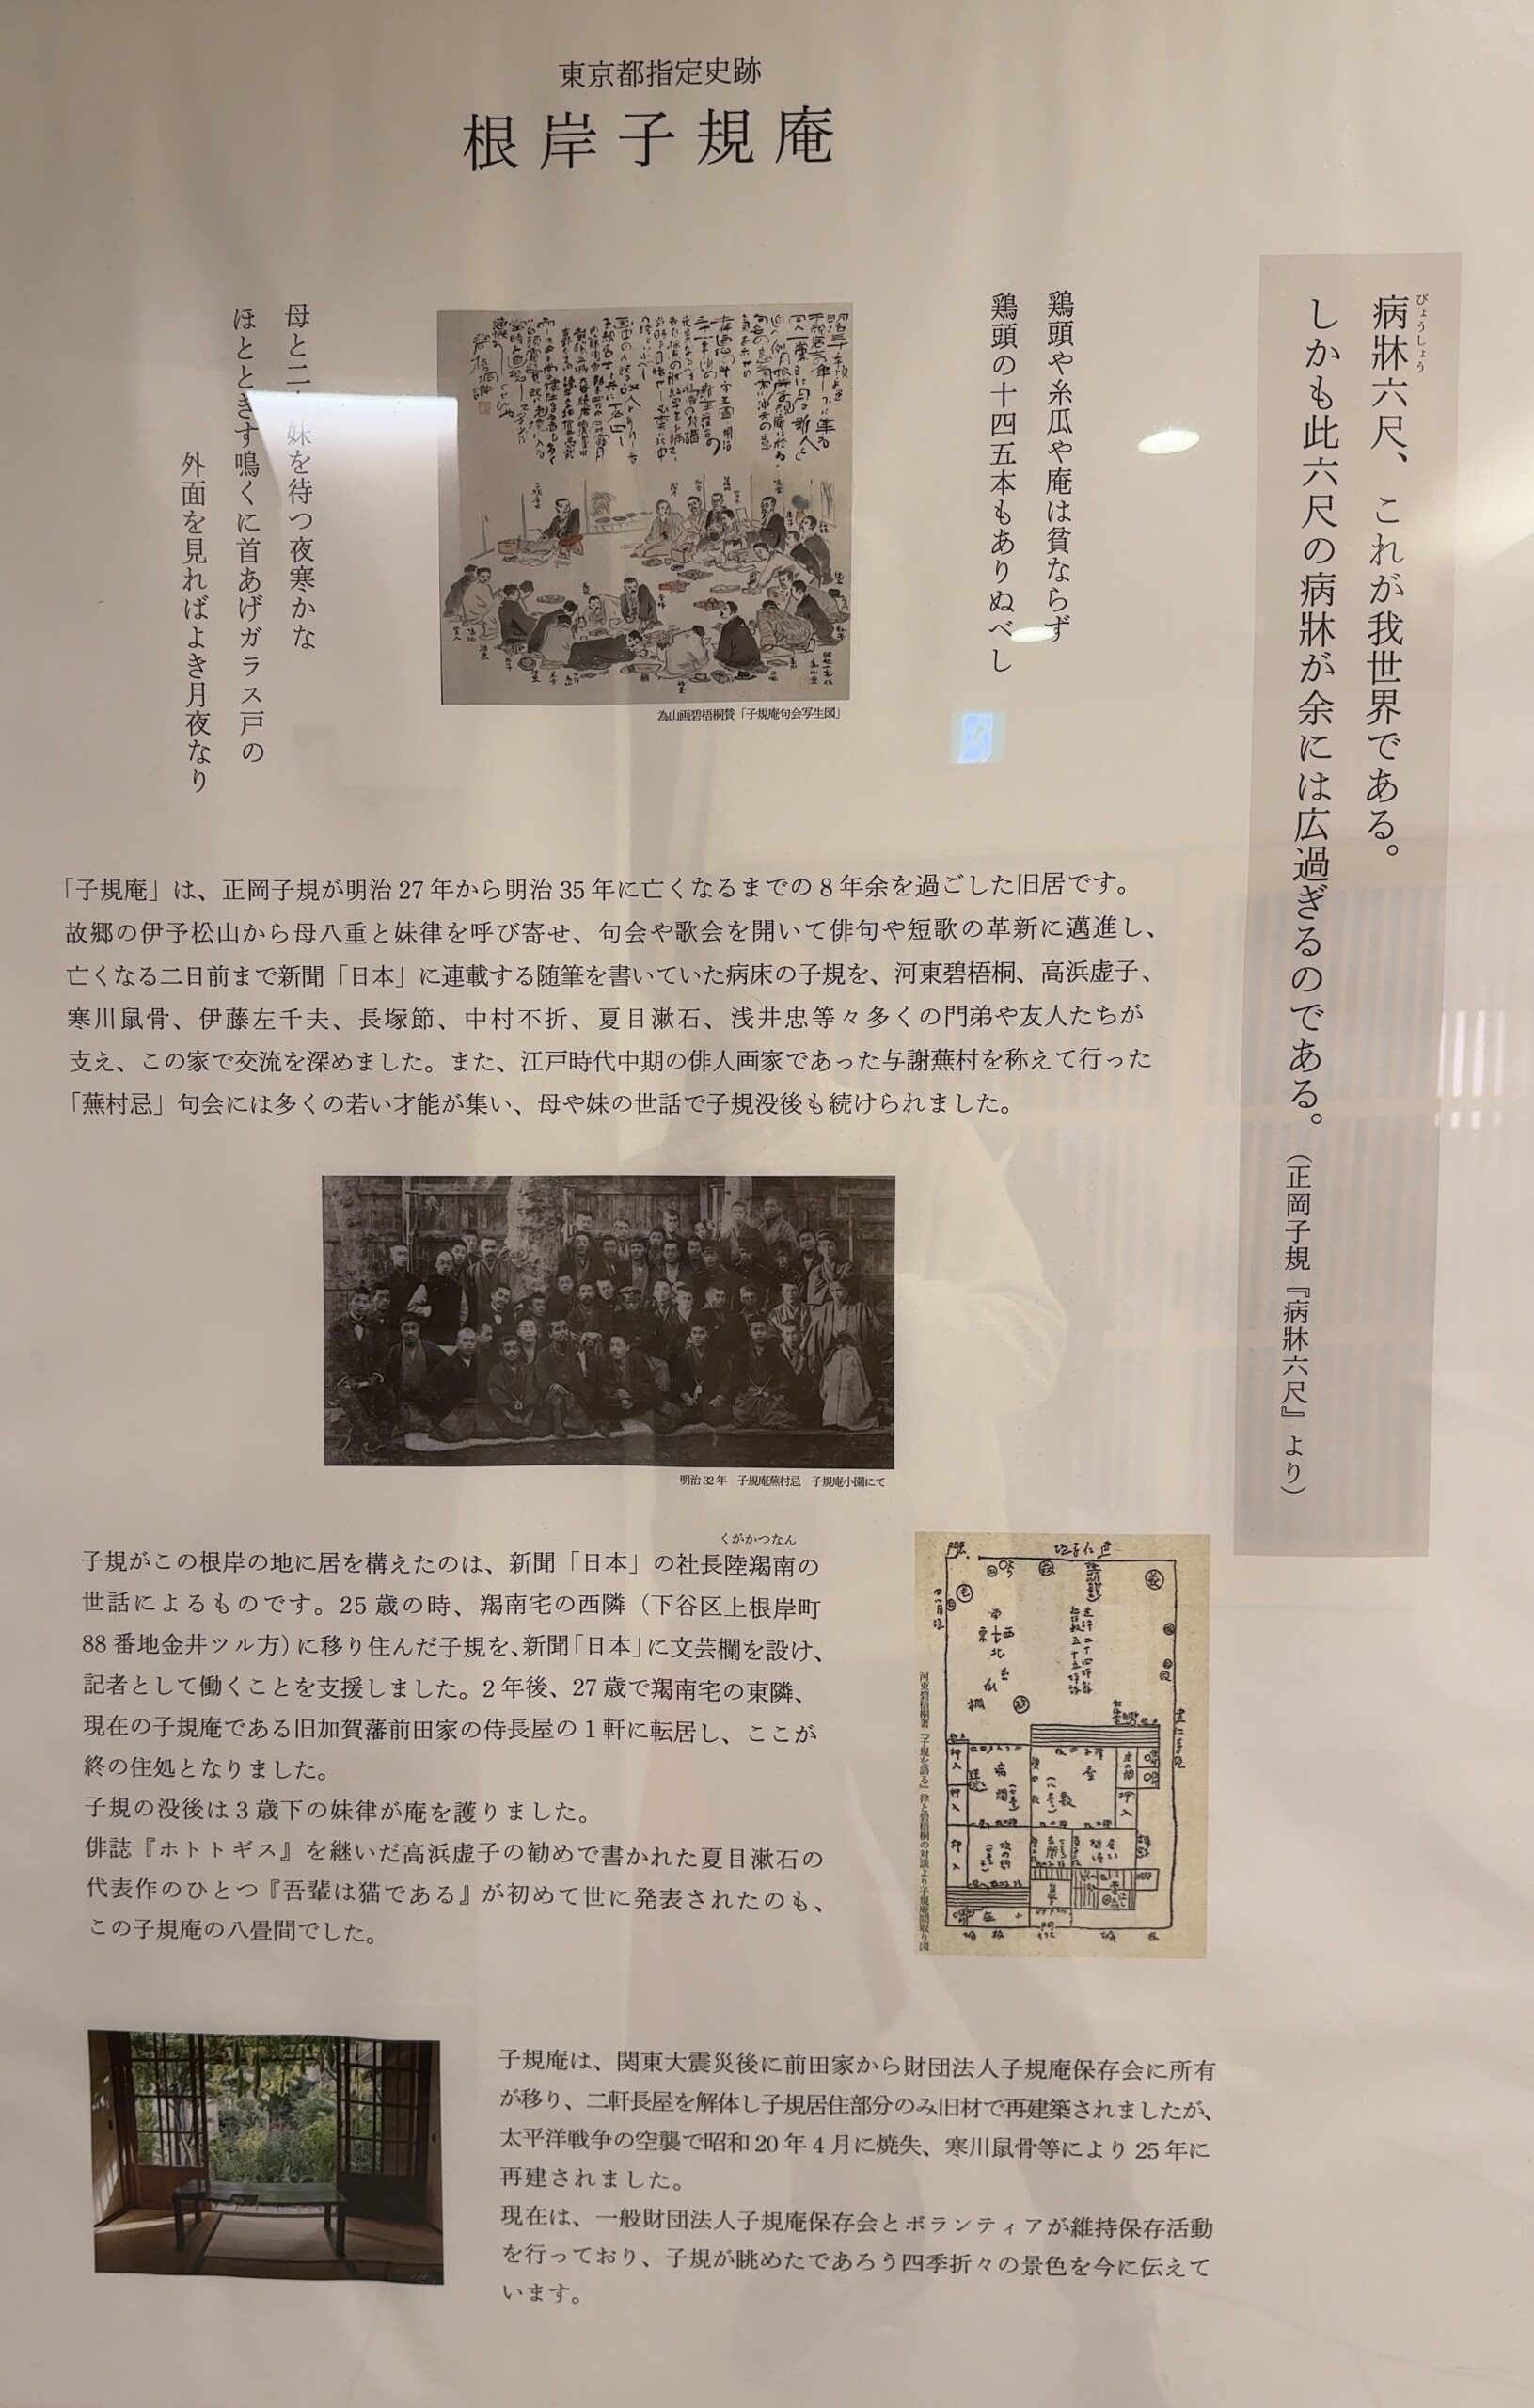 東京都指定史跡
根岸子規庵
病牀六尺、これが我世界である。
びょうしょう
しかも此六尺の病牀が余には広過ぎるのである。（正岡子規『病牀六尺』より）
鶏頭や糸瓜や庵は貧ならず
鶏頭の十四五本もありぬべし
為山画碧梧桐賛「子規庵句会写生図」
母と二 妹を待つ夜寒かな
ほととぎす鳴くに首あげガラス戸の
外面を見ればよき月夜なり
「子規庵」は、正岡子規が明治27年から明治35年に亡くなるまでの8年余を過ごした旧居です。
故郷の伊予松山から母八重と妹律を呼び寄せ、句会や歌会を開いて俳句や短歌の革新に邁進し、
亡くなる二日前まで新聞「日本」に連載する随筆を書いていた病床の子規を、河東碧梧桐、高浜虚子、
寒川鼠骨、伊藤左千夫、長塚節、中村不折、夏目漱石、浅井忠等々多くの門弟や友人たちが
支え、この家で交流を深めました。また、江戸時代中期の俳人画家であった与謝蕪村を称えて行った
「蕪村忌」句会には多くの若い才能が集い、母や妹の世話で子規没後も続けられました。
明治32年　子規庵蕪村忌　子規庵小園にて
くがかつなん
子規がこの根岸の地に居を構えたのは、新聞「日本」の社長陸羯南の
世話によるものです。25歳の時、羯南宅の西隣（下谷区上根岸町
88番地金井ツル方）に移り住んだ子規を、新聞「日本」に文芸欄を設け、
記者として働くことを支援しました。2年後、27歳で羯南宅の東隣、
現在の子規庵である旧加賀藩前田家の侍長屋の1軒に転居し、ここが
終の住処となりました。
子規の没後は3歳下の妹律が庵を護りました。
俳誌『ホトトギス』を継いだ高浜虚子の勧めで書かれた夏目漱石の
代表作のひとつ『吾輩は猫である』が初めて世に発表されたのも、
この子規庵の八畳間でした。
河東碧梧桐著『子規を語る』律と碧梧桐の対談より子規庵間取り図
子規庵は、関東大震災後に前田家から財団法人子規庵保存会に所有
が移り、二軒長屋を解体し子規居住部分のみ旧材で再建築されましたが、
太平洋戦争の空襲で昭和20年4月に焼失、寒川鼠骨等により25年に
再建されました。
現在は、一般財団法人子規庵保存会とボランティアが維持保存活動
を行っており、子規が眺めたであろう四季折々の景色を今に伝えて
います。